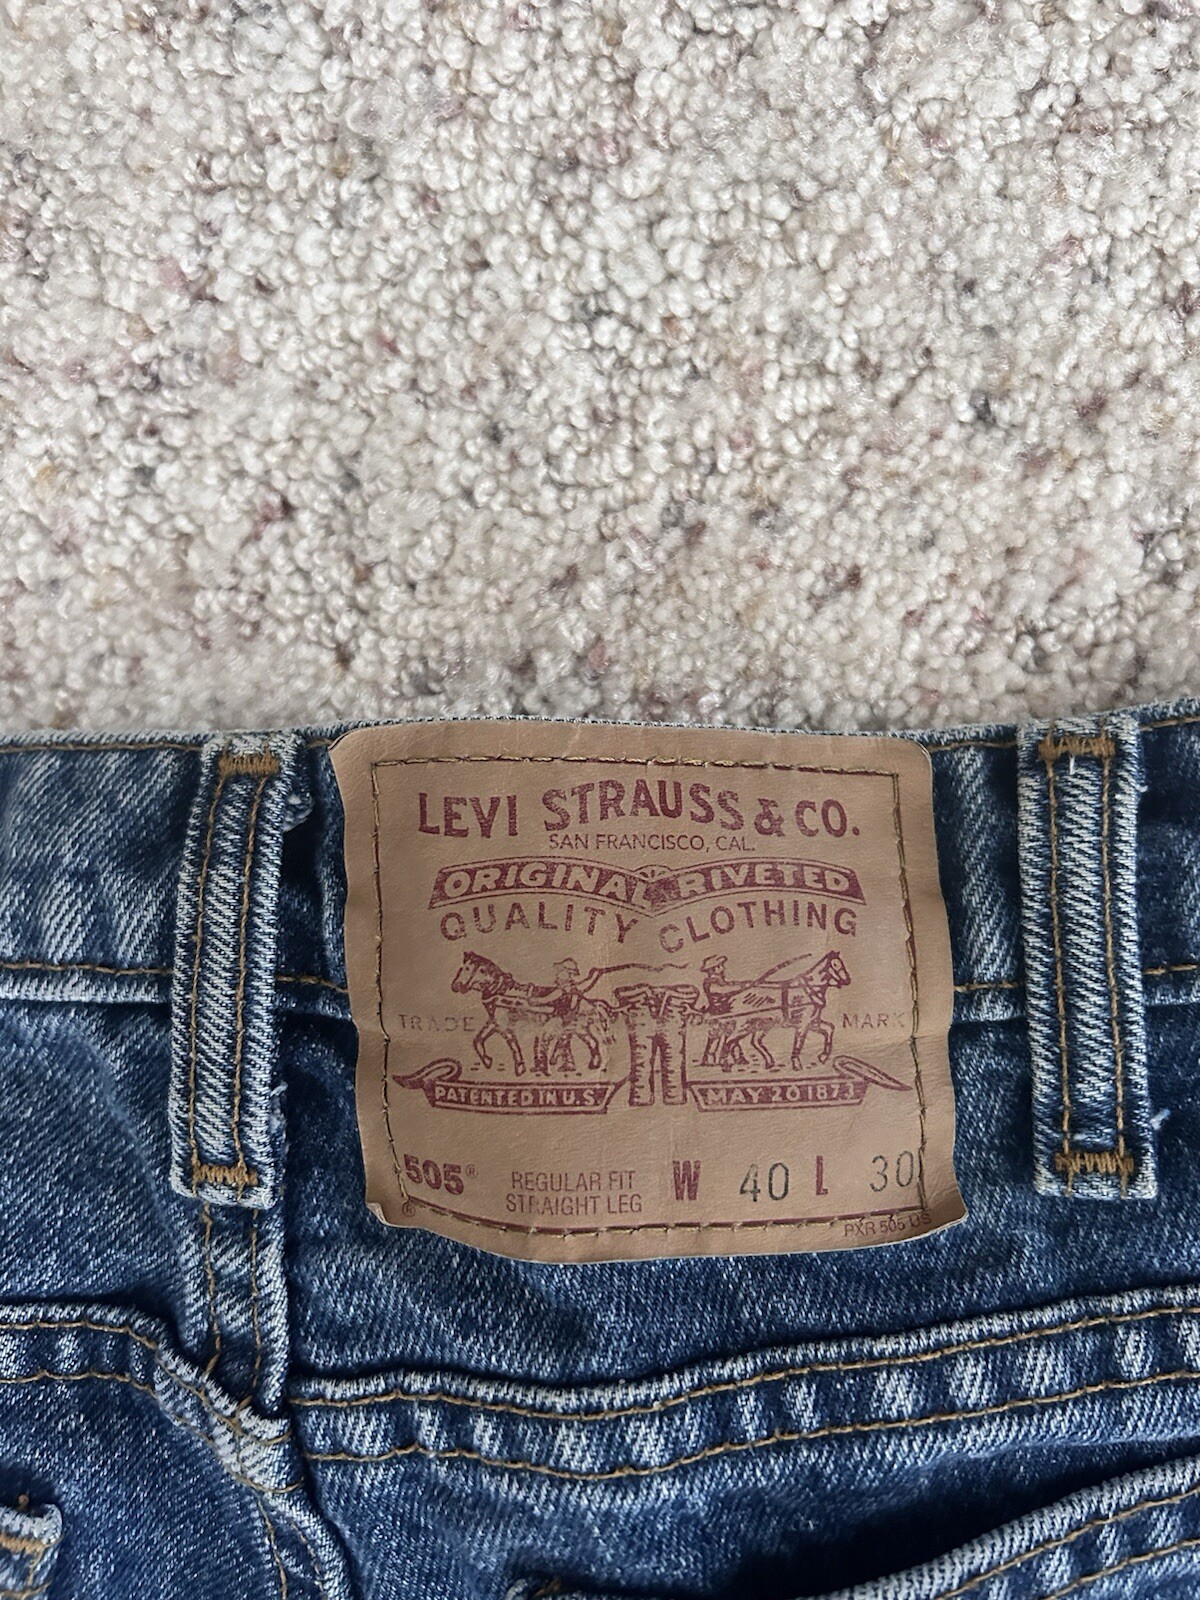 LEVI STRAUSS & CO.
SAN FRANCISCO, CAL.
ORIGINAL RIVETED
QUALITY CLOTHING
TRADE MARK
PATENTED IN U.S. MAY 20 1873
505® REGULAR FIT W 40 L 30
STRAIGHT LEG
® PXR 505 US